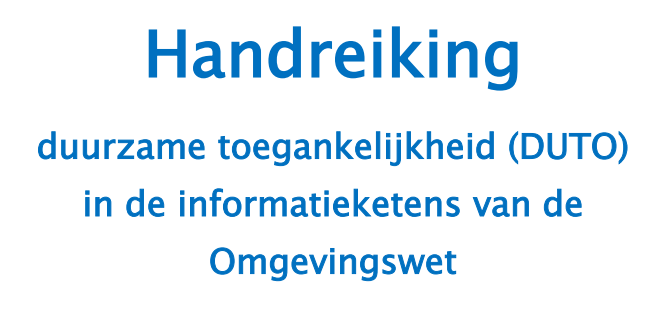 Handreiking
duurzame toegankelijkheid (DUTO)
in de informatieketens van de
Omgevingswet